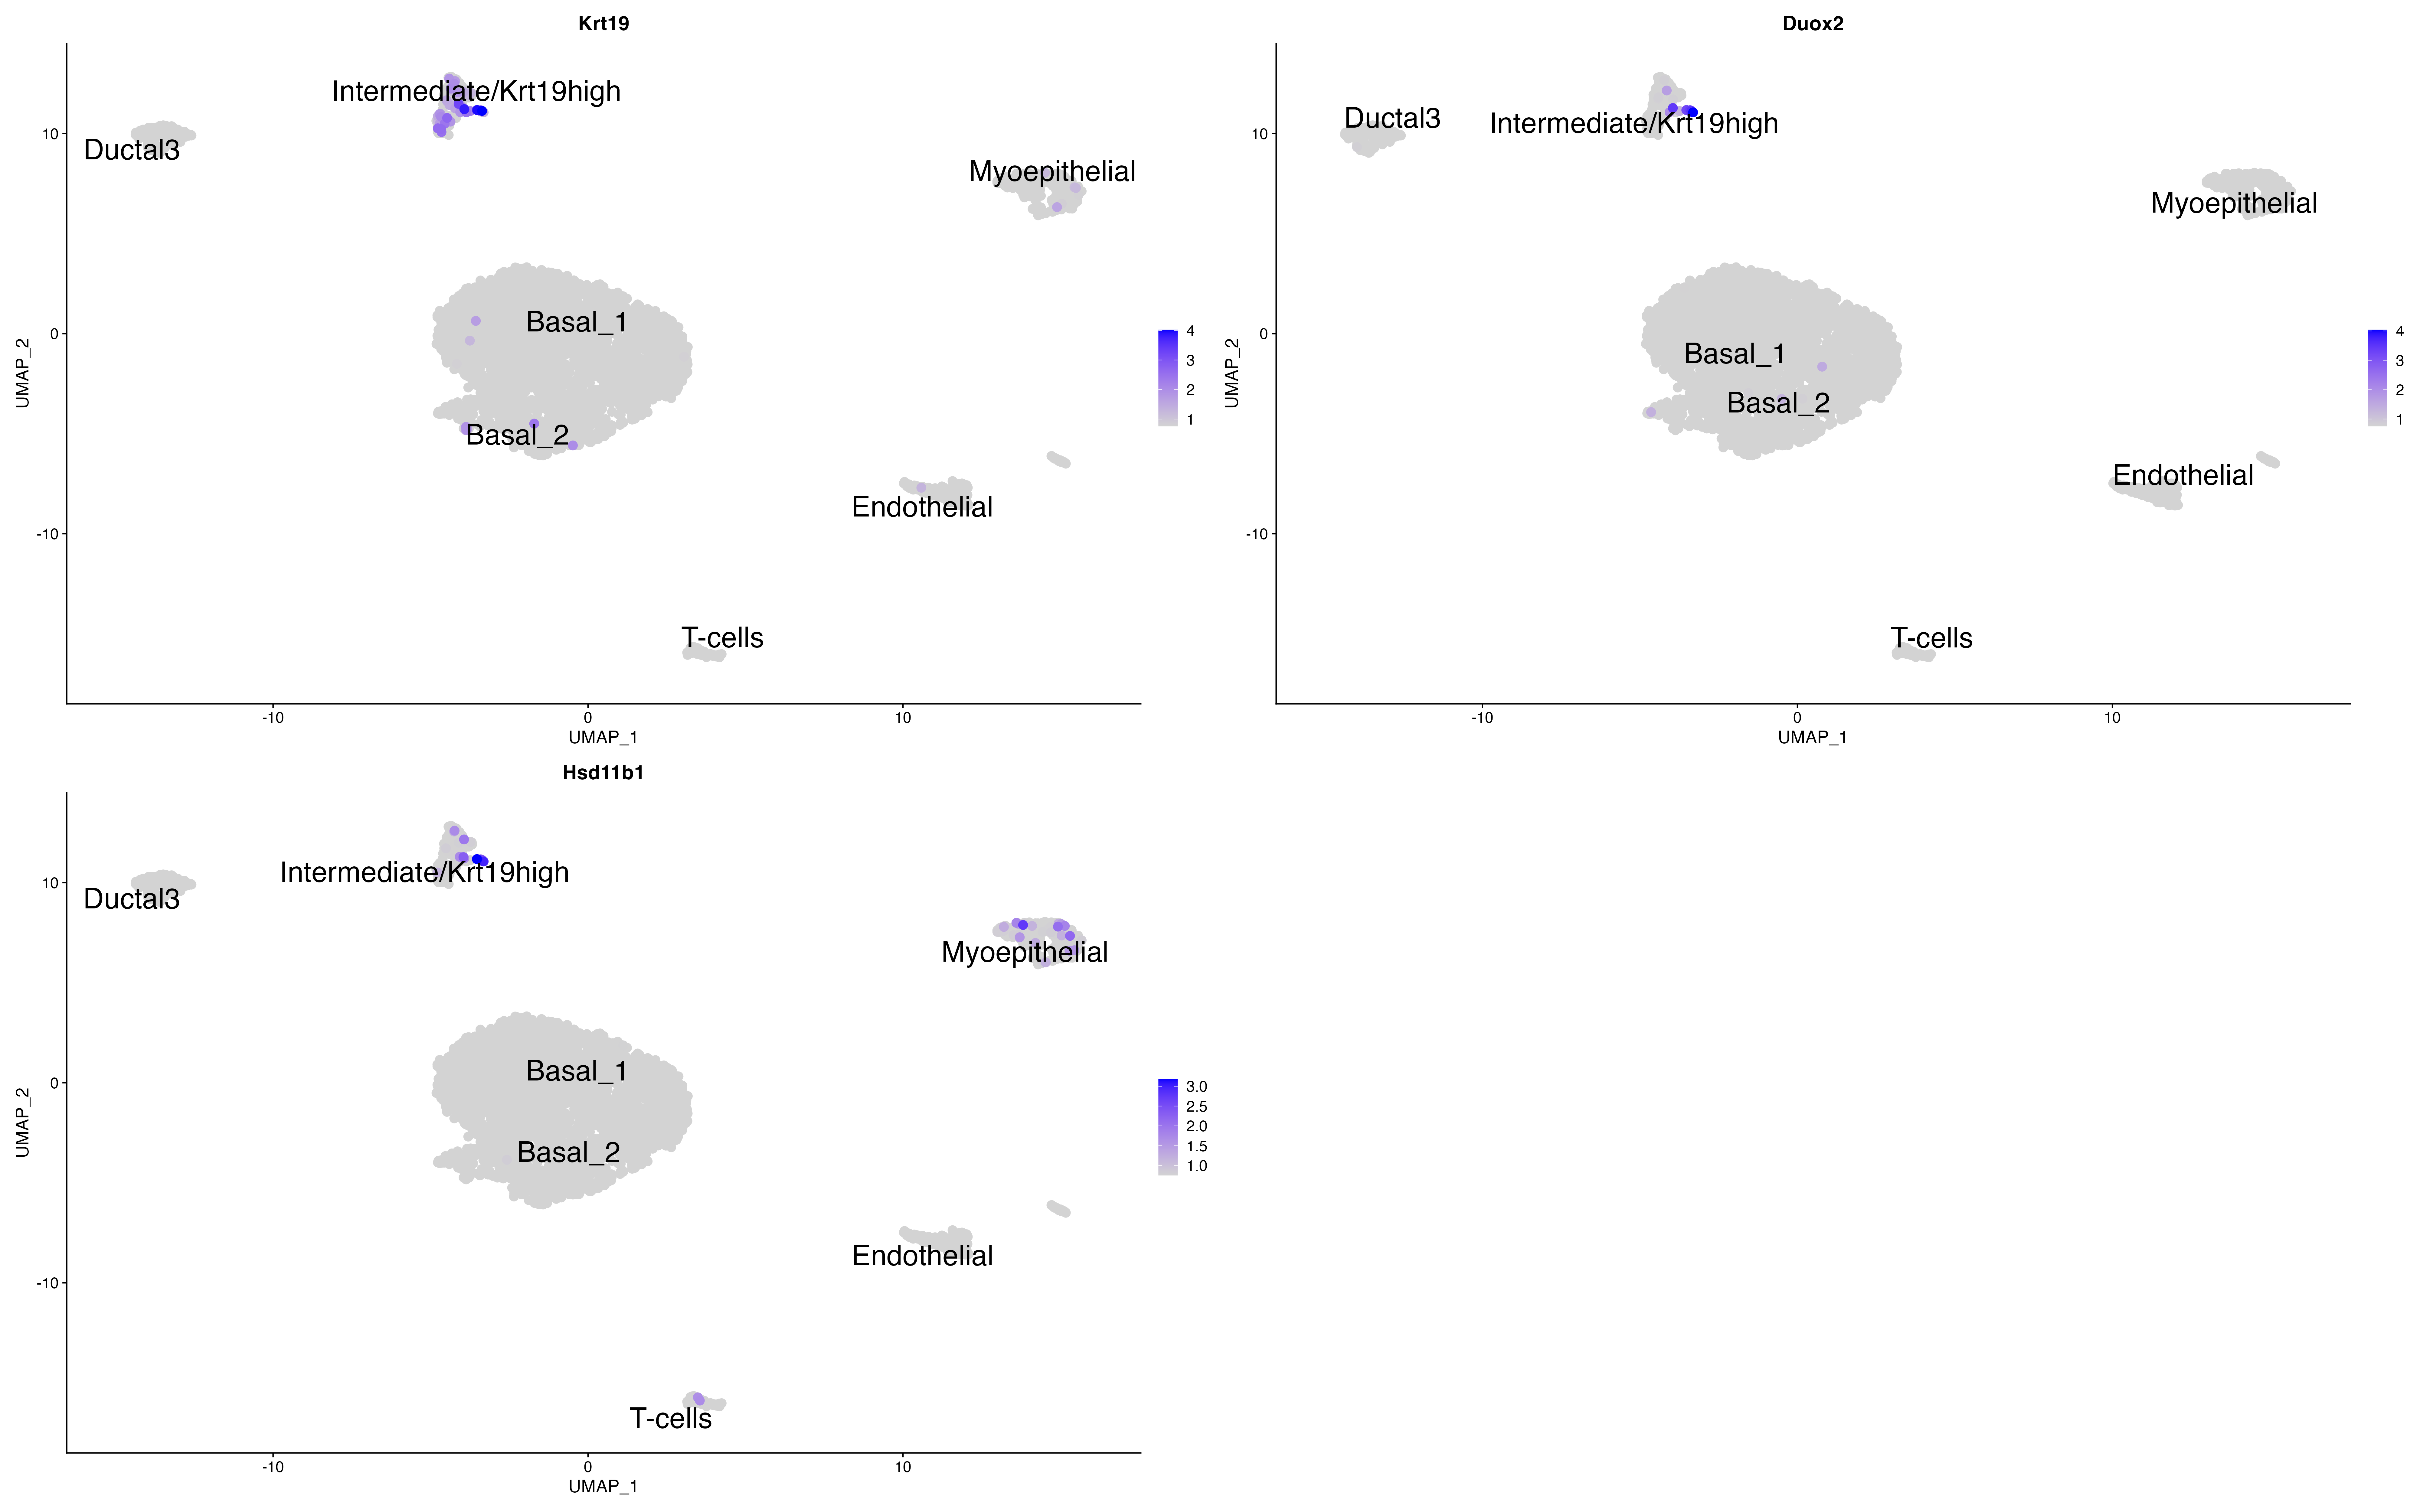 Krt19
Intermediate/Krt19high
Ductal3
Myoepithelial
Basal_1
Basal_2
Endothelial
T-cells
10
0
-10
UMAP_2
-10
0
10
UMAP_1
4
3
2
1
Duox2
Ductal3
Intermediate/Krt19high
Myoepithelial
Basal_1
Basal_2
Endothelial
T-cells
10
0
-10
UMAP_2
-10
0
10
UMAP_1
4
3
2
1
Hsd11b1
Intermediate/Krt19high
Ductal3
Myoepithelial
Basal_1
Basal_2
Endothelial
T-cells
10
0
-10
UMAP_2
-10
0
10
UMAP_1
3.0
2.5
2.0
1.5
1.0